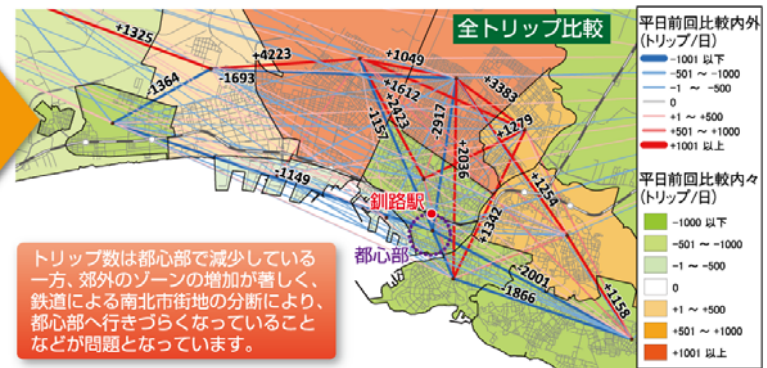 全トリップ比較
+1325
+4223
+1049
-1364
-1693
+1612
+3383
+2423
-1157
-2917
+1279
+2036
-1149
+1254
釧路駅
+1342
都心部
-2001
-1866
+1158
トリップ数は都心部で減少している
一方、郊外のゾーンの増加が著しく、
鉄道による南北市街地の分断により、
都心部へ行きづらくなっていること
などが問題となっています。
平日前回比較内外
(トリップ/日)
-1001 以下
-501 ～ -1000
-1 ～ -500
0
+1 ～ +500
+501 ～ +1000
+1001 以上
平日前回比較内々
(トリップ/日)
-1000 以下
-501 ～ -1000
-1 ～ -500
0
+1 ～ +500
+501 ～ +1000
+1001 以上